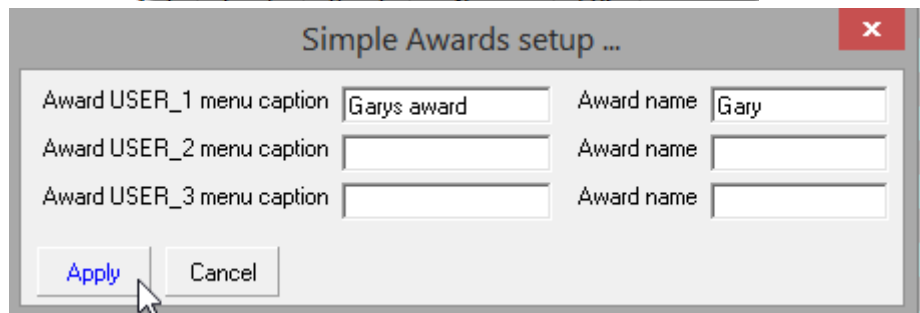 Simple Awards setup ...
x
Award USER_1 menu caption Garys award Award name Gary
Award USER_2 menu caption Award name
Award USER_3 menu caption Award name
Apply Cancel